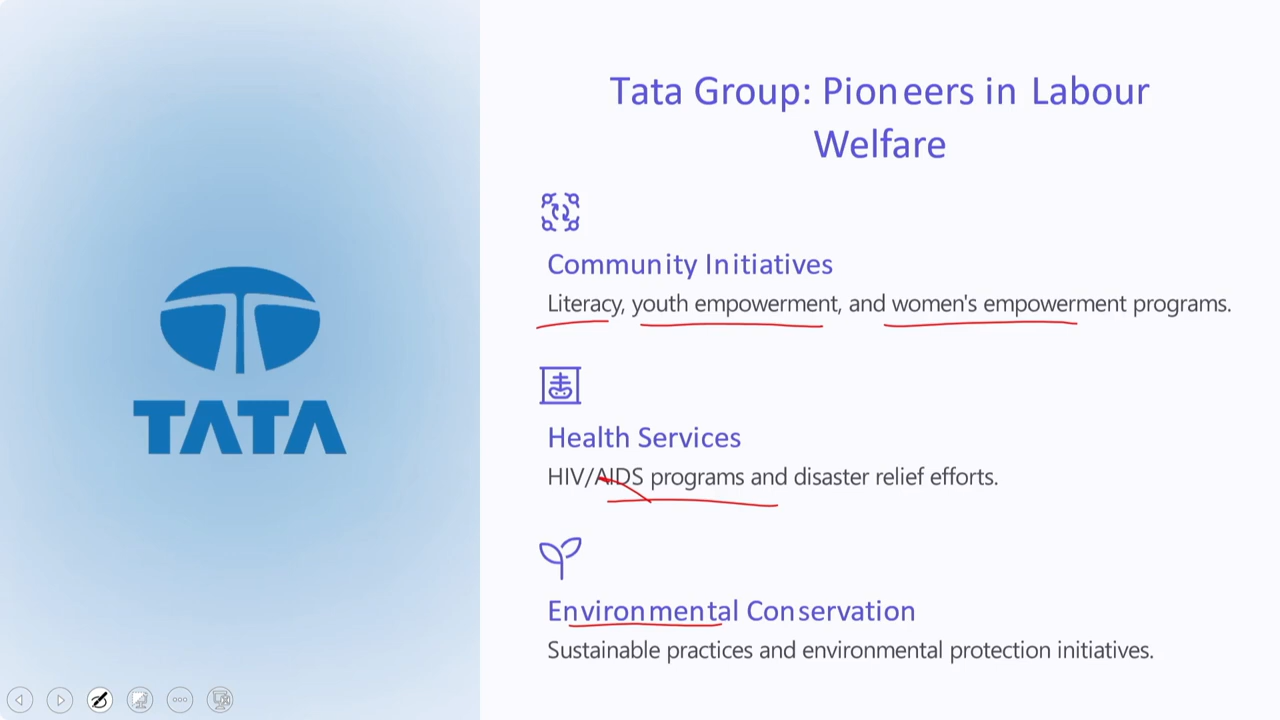 TATA
Tata Group: Pioneers in Labour
Welfare
Community Initiatives
Literacy, youth empowerment, and women's empowerment programs.
Health Services
HIV/AIDS programs and disaster relief efforts.
Environmental Conservation
Sustainable practices and environmental protection initiatives.